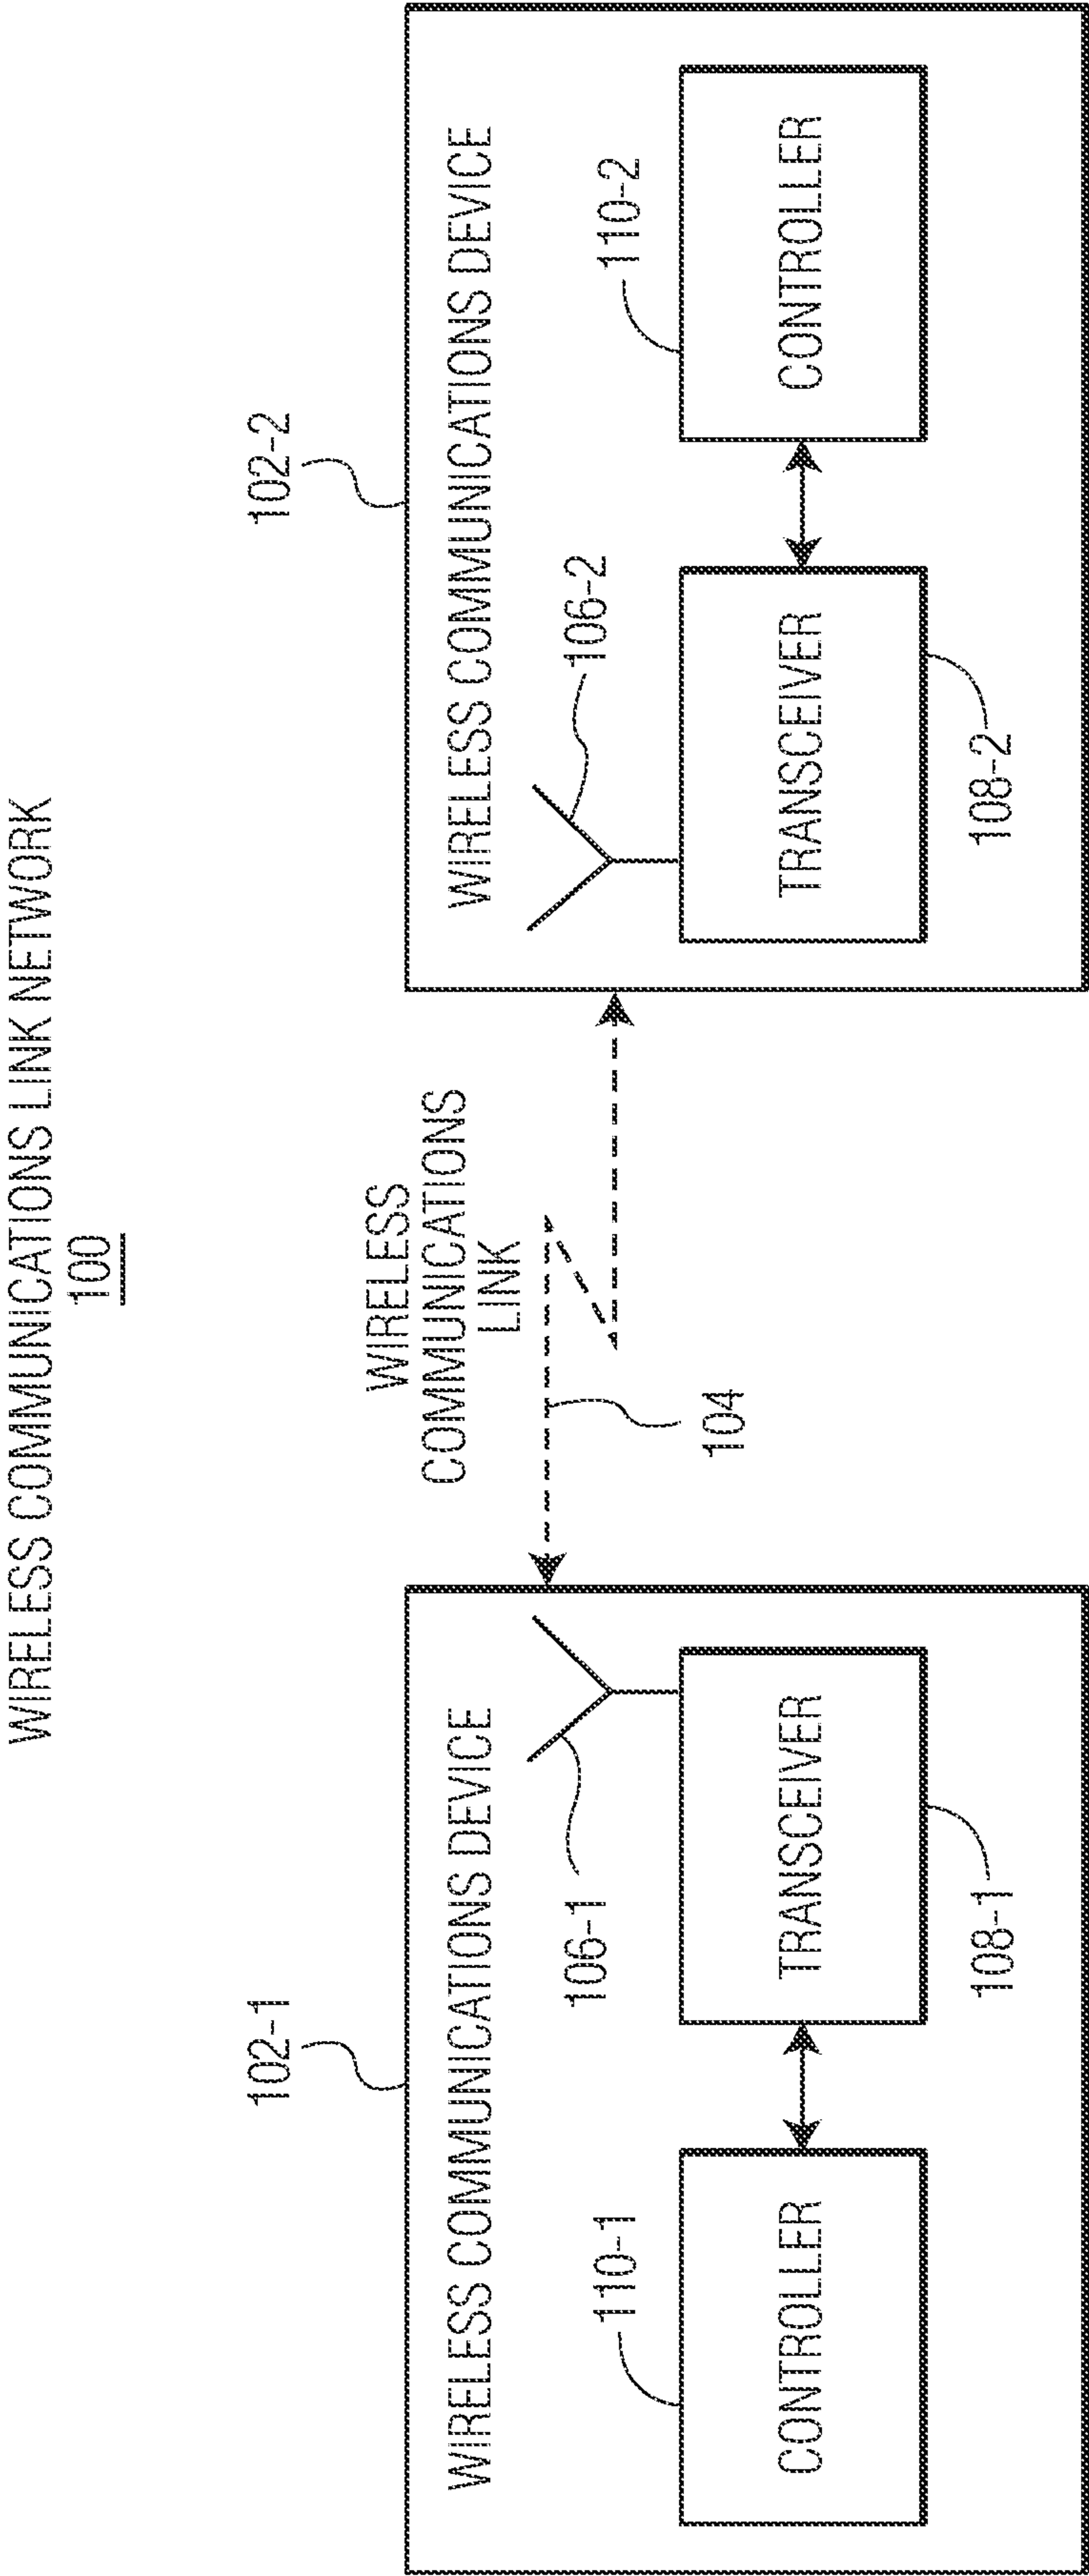 WIRELESS COMMUNICATIONS LINK NETWORK
100
102-1
WIRELESS COMMUNICATIONS DEVICE
110-1
106-1
CONTROLLER
TRANSCEIVER
108-1
WIRELESS
COMMUNICATIONS
LINK
104
102-2
WIRELESS COMMUNICATIONS DEVICE
106-2
110-2
TRANSCEIVER
CONTROLLER
108-2